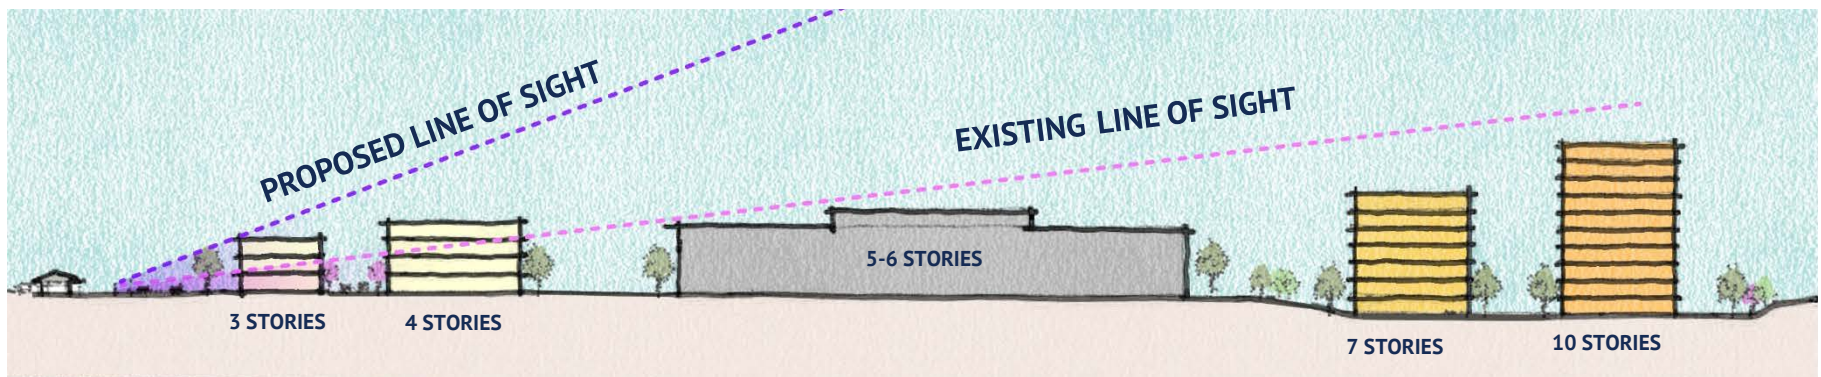 PROPOSED LINE OF SIGHT
EXISTING LINE OF SIGHT
5-6 STORIES
3 STORIES
4 STORIES
7 STORIES
10 STORIES